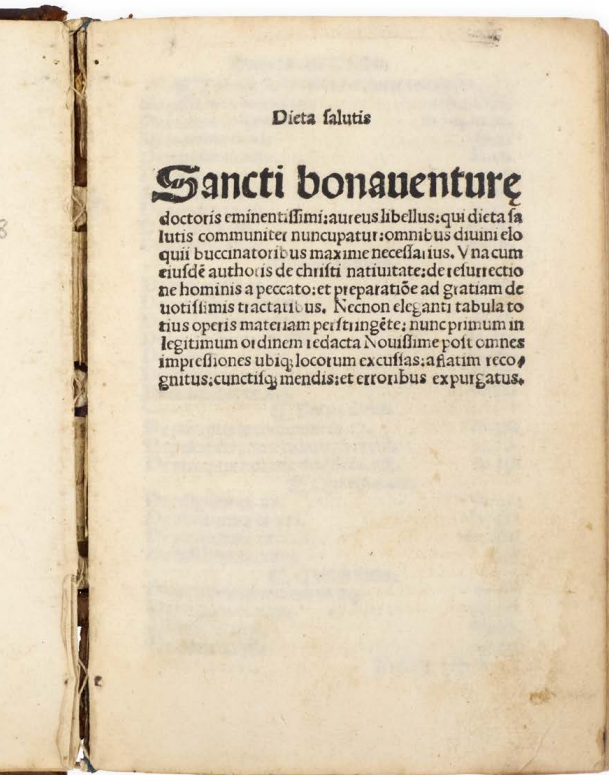 Dieta ſalutis
Sancti bonauenturę
doctoris eminentiſſimi: aureus libellus: qui dieta ſa
lutis communiter nuncupatur: omnibus diuini elo
quii buccinatoribus maxime neceſſarius. Vna cum
eiuſdē authoris de chriſti natiuitate: de reſurrectio
ne hominis a peccato: et preparatiōe ad gratiam de
uotiſſimis tractatibus. Necnon eleganti tabula to
tius operis materiam perſtringēte: nunc primum in
legitimum ordinem redacta Nouiſſime poſt omnes
impreſſiones ubiqꝫ locorum excuſſas: affatim reco⸗
gnitus: cunctiſqꝫ mendis: et erroribus expurgatus.
8